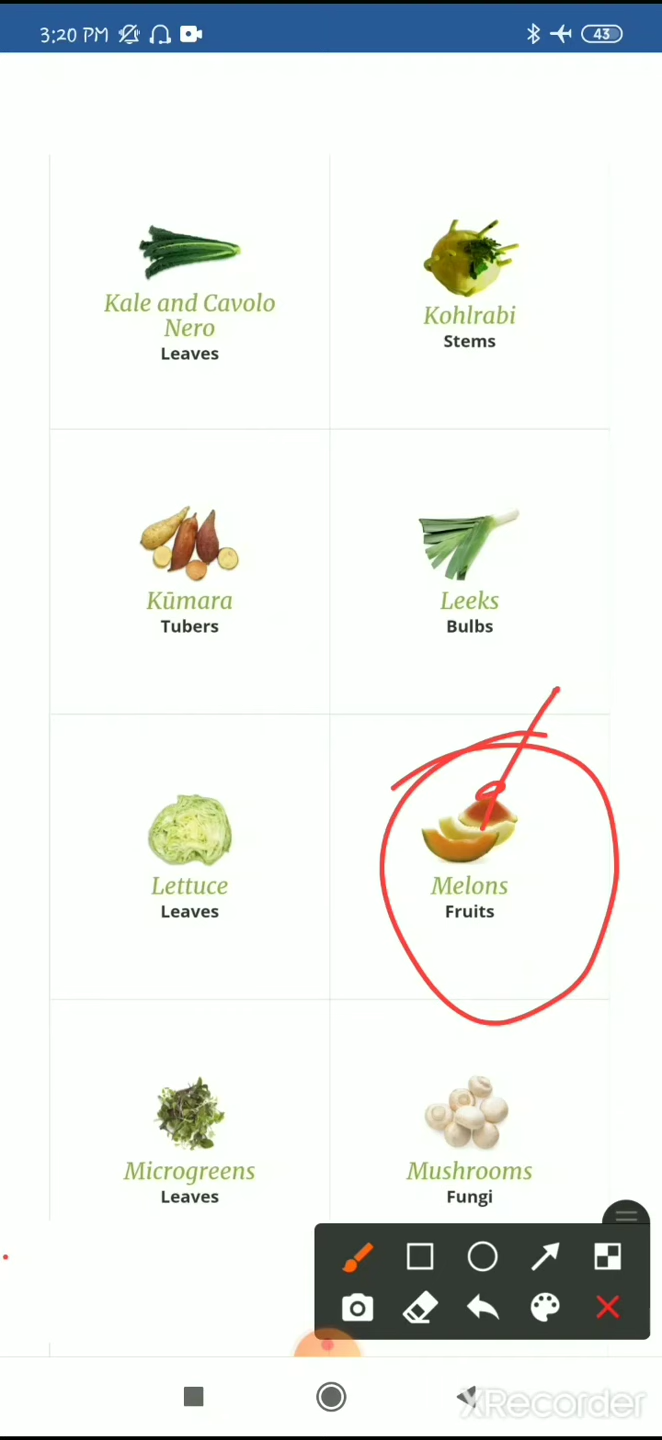 3:20 PM
43
Kale and Cavolo
Nero
Leaves
Kohlrabi
Stems
Kūmara
Tubers
Leeks
Bulbs
Lettuce
Leaves
Melons
Fruits
Microgreens
Leaves
Mushrooms
Fungi
XRecorder